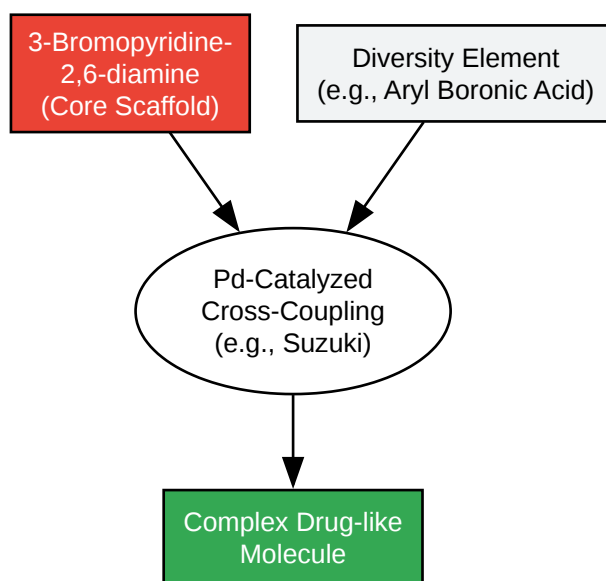 3-Bromopyridine-
2,6-diamine
(Core Scaffold)
Diversity Element
(e.g., Aryl Boronic Acid)
Pd-Catalyzed
Cross-Coupling
(e.g., Suzuki)
Complex Drug-like
Molecule